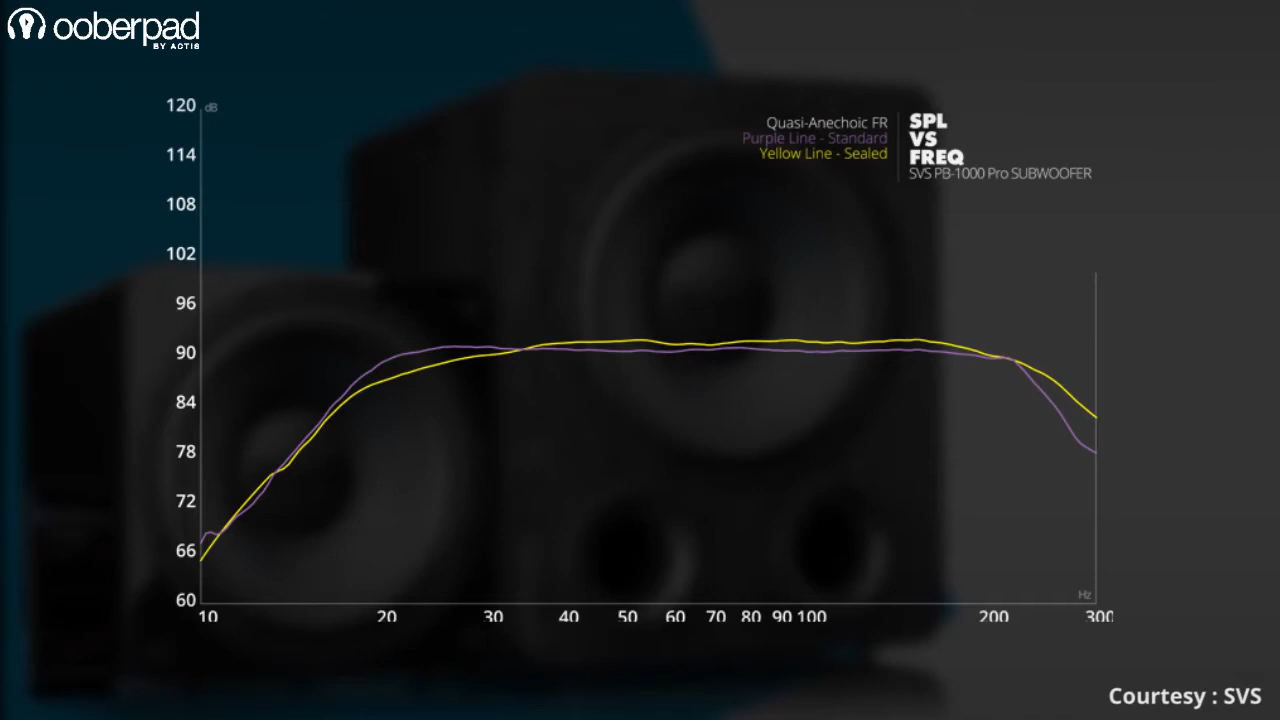 ooberpad
BY ACTIS
120 dB
114
108
102
96
90
84
78
72
66
60
Quasi-Anechoic FR
Purple Line - Standard
Yellow Line - Sealed
SPL
VS
FREQ
SVS PB-1000 Pro SUBWOOFER
Hz
10 20 30 40 50 60 70 80 90 100 200 300
Courtesy : SVS